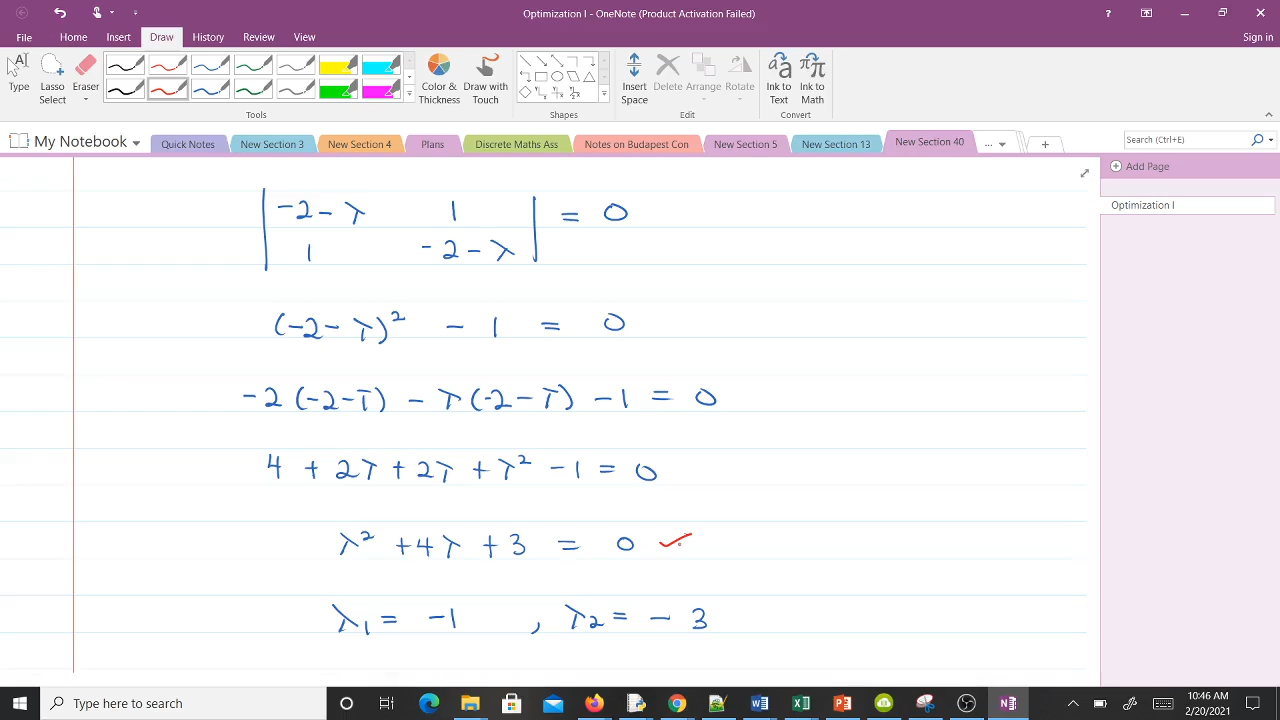 Optimization I - OneNote (Product Activation Failed)
File Home Insert Draw History Review View Sign in
Type Lasso Select Eraser Color & Thickness Draw with Touch Insert Space Delete Arrange Rotate Ink to Text Ink to Math
Tools Shapes Edit Convert
My Notebook Quick Notes New Section 3 New Section 4 Plans Discrete Maths Ass Notes on Budapest Con New Section 5 New Section 13 New Section 40 ... + Search (Ctrl+E)
Add Page
Optimization I
| -2-λ 1 | = 0
| 1 -2-λ |
(-2-λ)² - 1 = 0
-2(-2-λ) - λ(-2-λ) -1 = 0
4 + 2λ + 2λ + λ² -1 = 0
λ² +4λ +3 = 0 ✓
λ₁ = -1 , λ₂ = -3
Type here to search
10:46 AM
2/20/2021